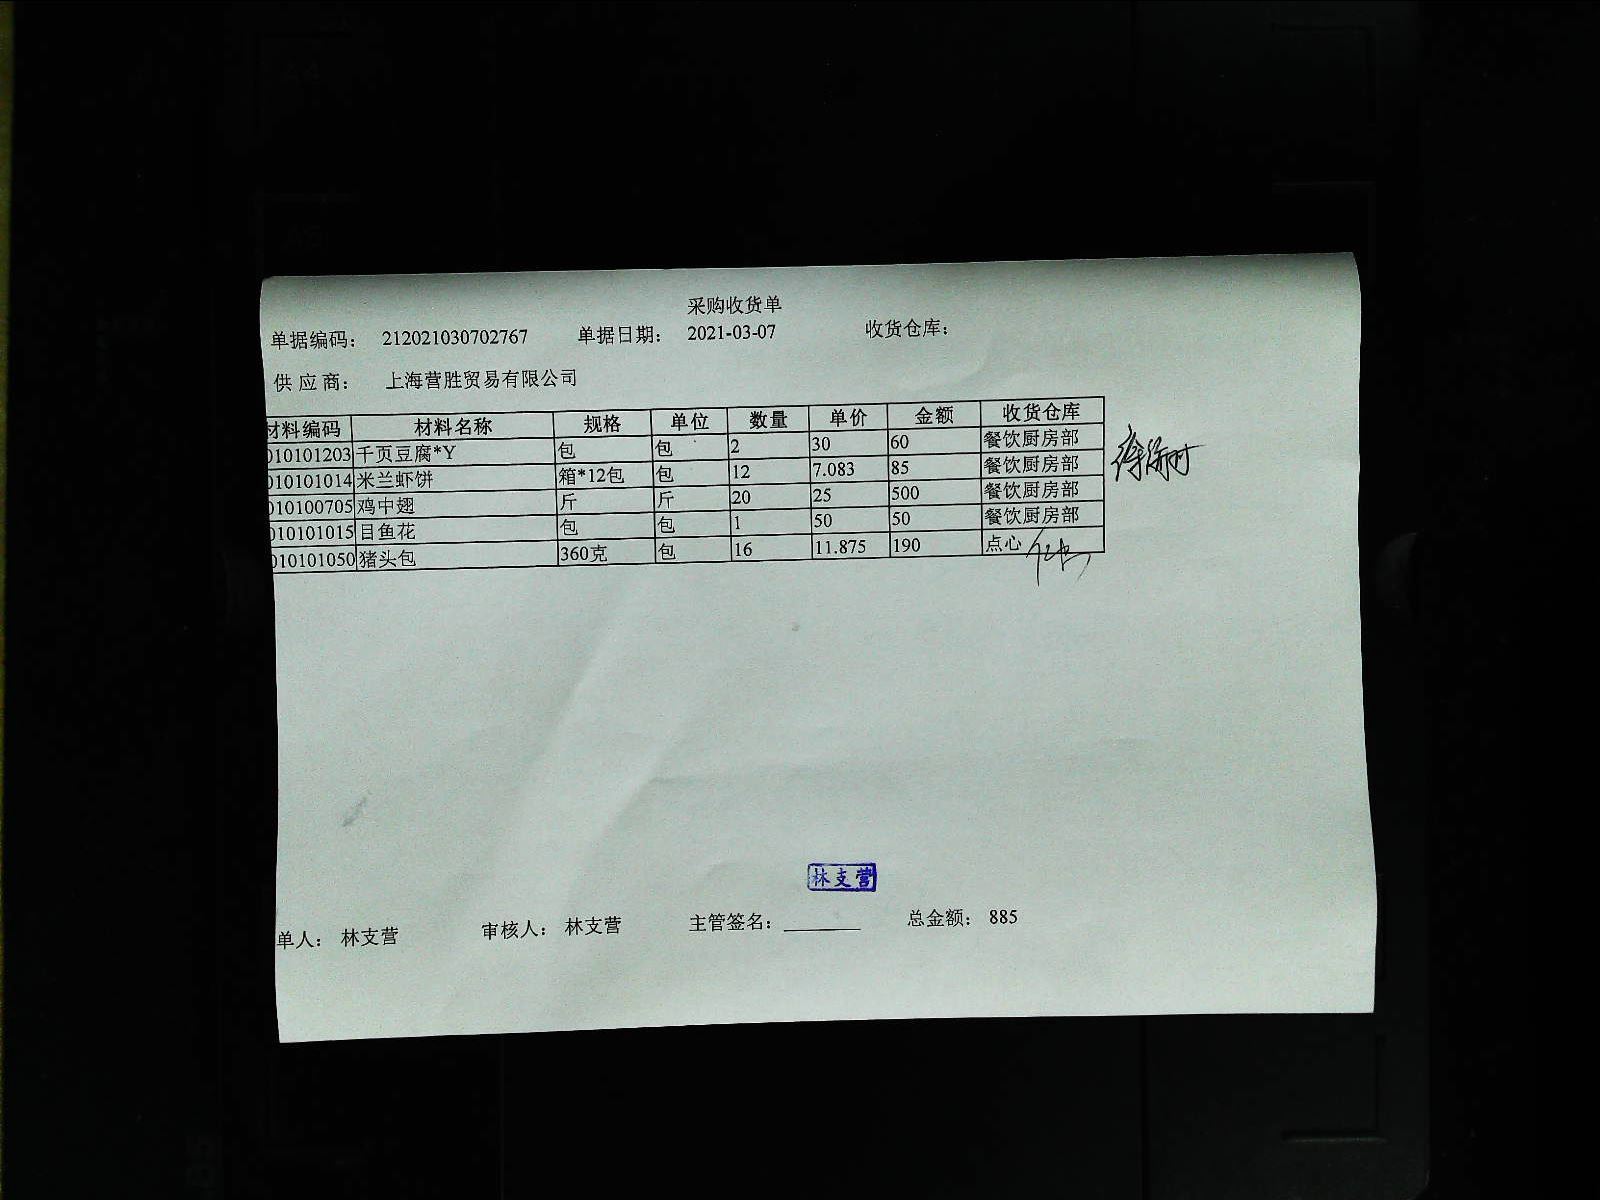 采购收货单
单据编码： 212021030702767 单据日期： 2021-03-07 收货仓库：
供 应 商： 上海营胜贸易有限公司
材料编码 材料名称 规格 单位 数量 单价 金额 收货仓库
010101203 千页豆腐*Y 包 包 2 30 60 餐饮厨房部
010101014 米兰虾饼 箱*12包 包 12 7.083 85 餐饮厨房部
010100705 鸡中翅 斤 斤 20 25 500 餐饮厨房部
010101015 目鱼花 包 包 1 50 50 餐饮厨房部
010101050 猪头包 360克 包 16 11.875 190 点心
林支营
单人： 林支营 审核人： 林支营 主管签名： 总金额： 885